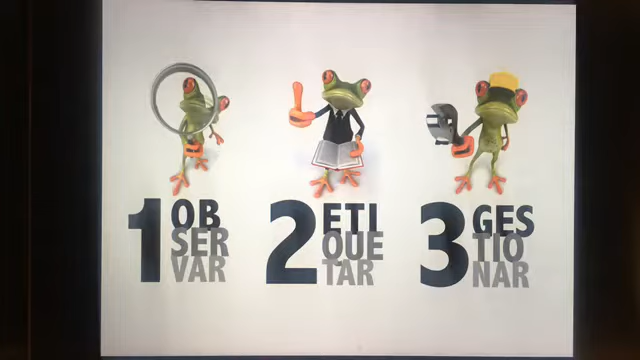 1 OB
SER
VAR
2 ETI
QUE
TAR
3 GES
TIO
NAR